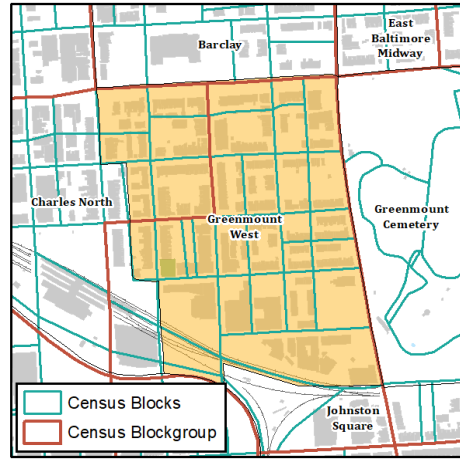 Barclay
East
Baltimore
Midway
Charles North
Greenmount
West
Greenmount
Cemetery
Census Blocks
Census Blockgroup
Johnston
Square